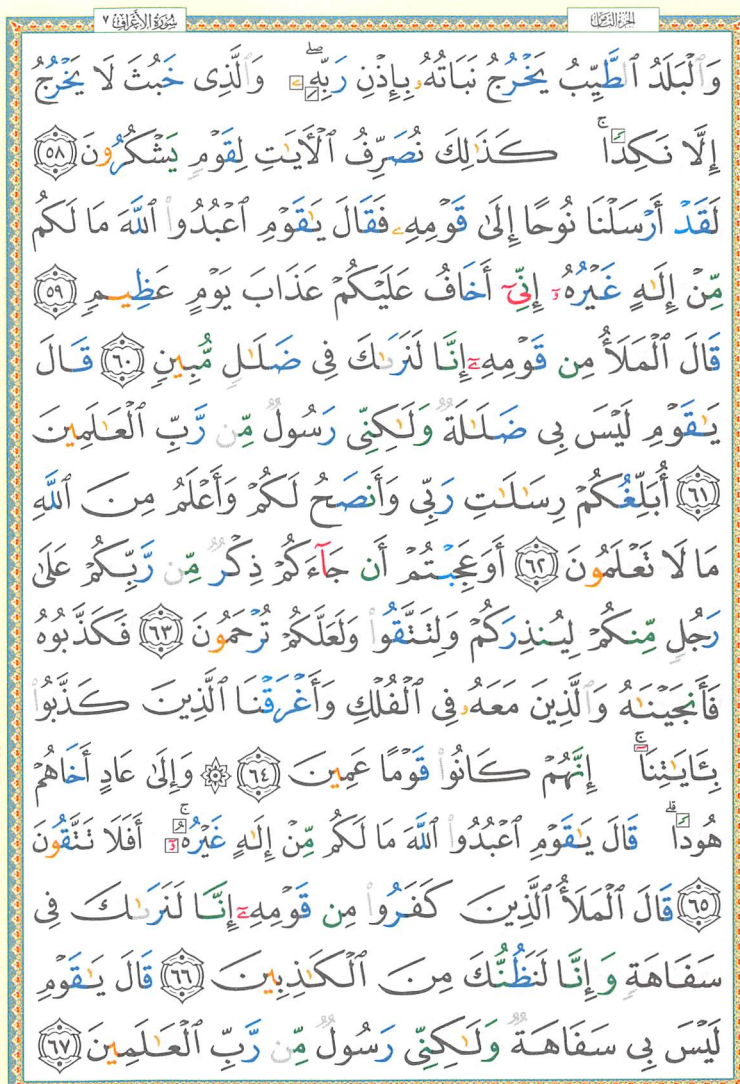 سُورَةُ الأَعْرَافِ ٧ الجزء الثامن
وَٱلْبَلَدُ ٱلطَّيِّبُ يَخْرُجُ نَبَاتُهُۥ بِإِذْنِ رَبِّهِۦ ۖ وَٱلَّذِى خَبُثَ لَا يَخْرُجُ
إِلَّا نَكِدًا ۚ كَذَٰلِكَ نُصَرِّفُ ٱلْأَيَٰتِ لِقَوْمٍ يَشْكُرُونَ ٥٨
لَقَدْ أَرْسَلْنَا نُوحًا إِلَىٰ قَوْمِهِۦ فَقَالَ يَٰقَوْمِ ٱعْبُدُوا۟ ٱللَّهَ مَا لَكُم
مِّنْ إِلَٰهٍ غَيْرُهُۥٓ إِنِّىٓ أَخَافُ عَلَيْكُمْ عَذَابَ يَوْمٍ عَظِيمٍ ٥٩
قَالَ ٱلْمَلَأُ مِن قَوْمِهِۦٓ إِنَّا لَنَرَىٰكَ فِى ضَلَٰلٍ مُّبِينٍ ٦٠ قَالَ
يَٰقَوْمِ لَيْسَ بِى ضَلَٰلَةٌ وَلَٰكِنِّى رَسُولٌ مِّن رَّبِّ ٱلْعَٰلَمِينَ
٦١ أُبَلِّغُكُمْ رِسَٰلَٰتِ رَبِّى وَأَنصَحُ لَكُمْ وَأَعْلَمُ مِنَ ٱللَّهِ
مَا لَا تَعْلَمُونَ ٦٢ أَوَعَجِبْتُمْ أَن جَآءَكُمْ ذِكْرٌ مِّن رَّبِّكُمْ عَلَىٰ
رَجُلٍ مِّنكُمْ لِيُنذِرَكُمْ وَلِتَتَّقُوا۟ وَلَعَلَّكُمْ تُرْحَمُونَ ٦٣ فَكَذَّبُوهُ
فَأَنجَيْنَٰهُ وَٱلَّذِينَ مَعَهُۥ فِى ٱلْفُلْكِ وَأَغْرَقْنَا ٱلَّذِينَ كَذَّبُوا۟
بِـَٔايَٰتِنَآ ۚ إِنَّهُمْ كَانُوا۟ قَوْمًا عَمِينَ ٦٤ ۞ وَإِلَىٰ عَادٍ أَخَاهُمْ
هُودًا ۗ قَالَ يَٰقَوْمِ ٱعْبُدُوا۟ ٱللَّهَ مَا لَكُم مِّنْ إِلَٰهٍ غَيْرُهُۥٓ ۚ أَفَلَا تَتَّقُونَ
٦٥ قَالَ ٱلْمَلَأُ ٱلَّذِينَ كَفَرُوا۟ مِن قَوْمِهِۦٓ إِنَّا لَنَرَىٰكَ فِى
سَفَاهَةٍ وَإِنَّا لَنَظُنُّكَ مِنَ ٱلْكَٰذِبِينَ ٦٦ قَالَ يَٰقَوْمِ
لَيْسَ بِى سَفَاهَةٌ وَلَٰكِنِّى رَسُولٌ مِّن رَّبِّ ٱلْعَٰلَمِينَ ٦٧